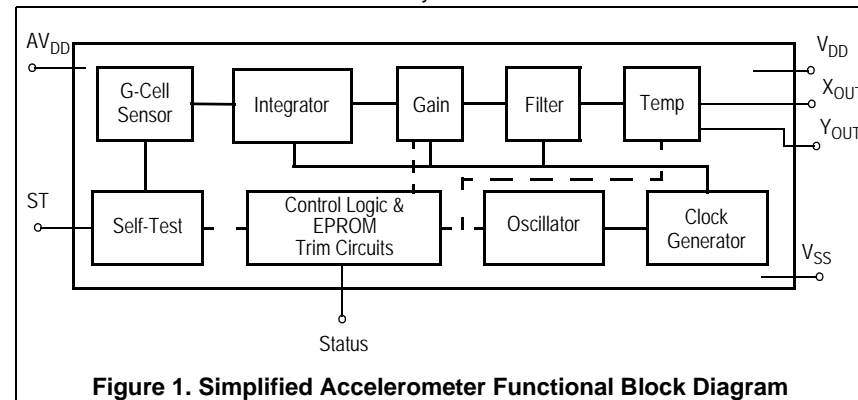 AVDD
VDD
G-Cell
Sensor
Integrator
Gain
Filter
Temp
XOUT
YOUT
ST
Self-Test
Control Logic &
EPROM
Trim Circuits
Oscillator
Clock
Generator
VSS
Status
Figure 1. Simplified Accelerometer Functional Block Diagram